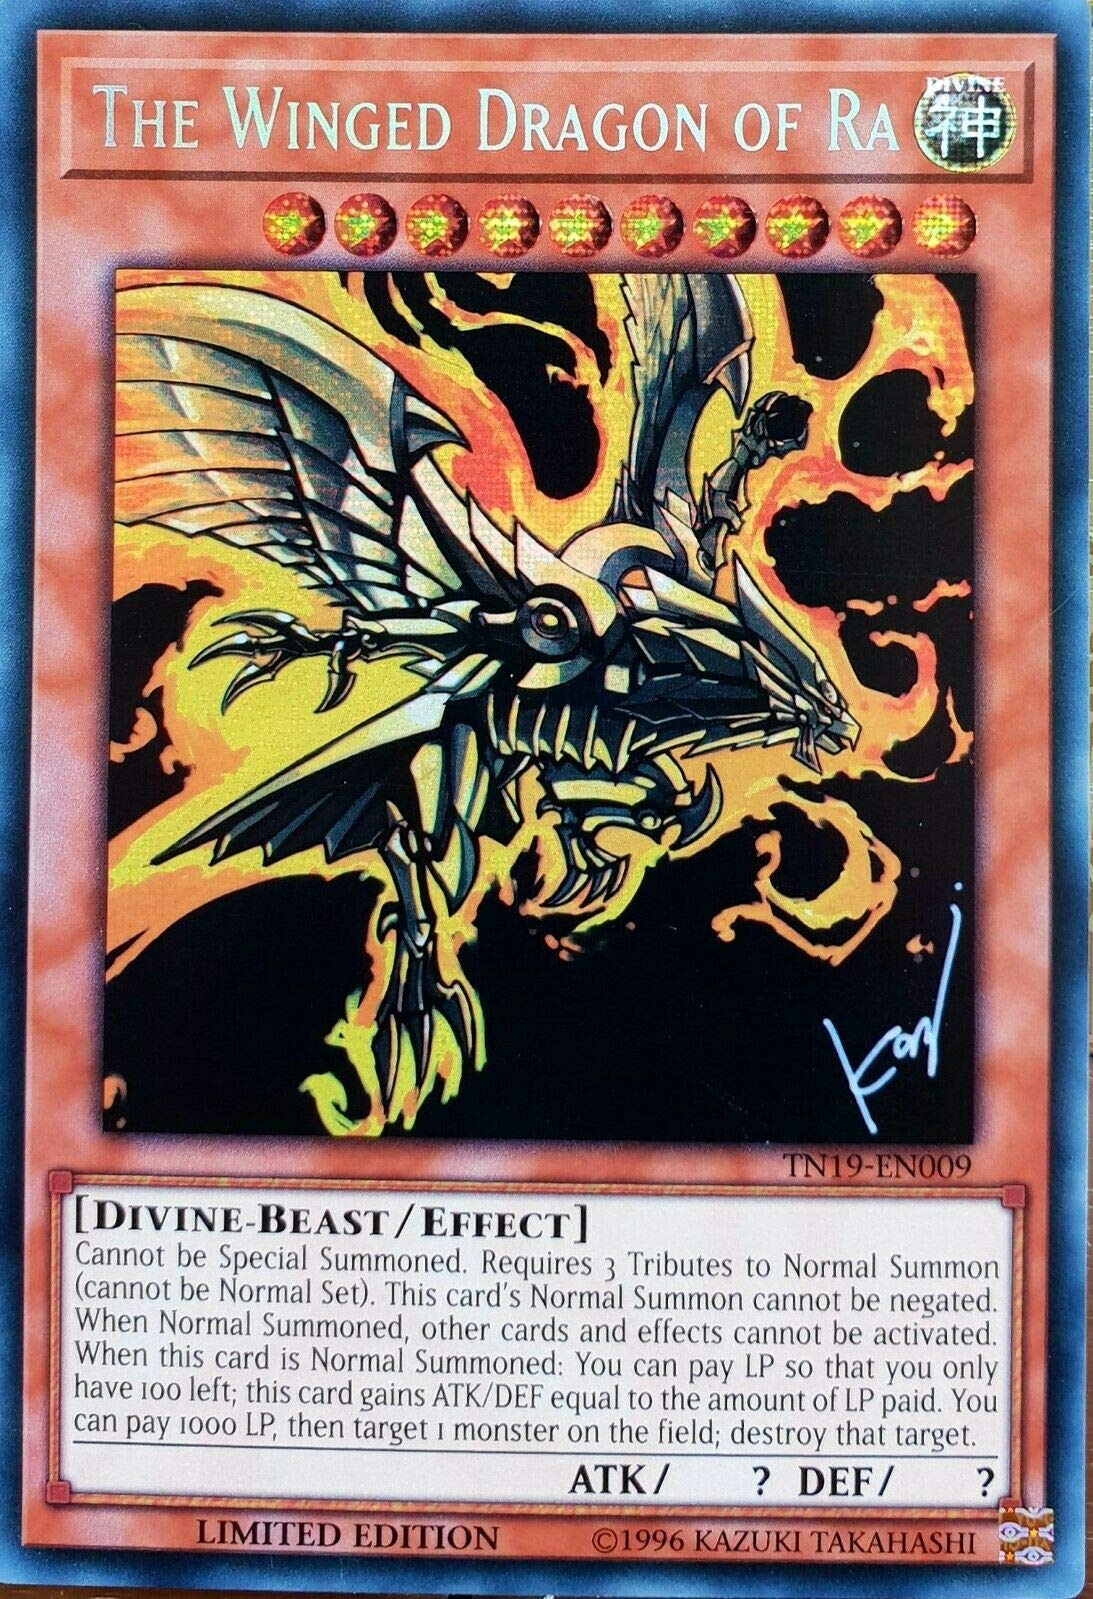 THE WINGED DRAGON OF RA
DIVINE
神
TN19-EN009
[DIVINE-BEAST/EFFECT]
Cannot be Special Summoned. Requires 3 Tributes to Normal Summon
(cannot be Normal Set). This card's Normal Summon cannot be negated.
When Normal Summoned, other cards and effects cannot be activated.
When this card is Normal Summoned: You can pay LP so that you only
have 100 left; this card gains ATK/DEF equal to the amount of LP paid. You
can pay 1000 LP, then target 1 monster on the field; destroy that target.
ATK/ ? DEF/ ?
LIMITED EDITION ©1996 KAZUKI TAKAHASHI